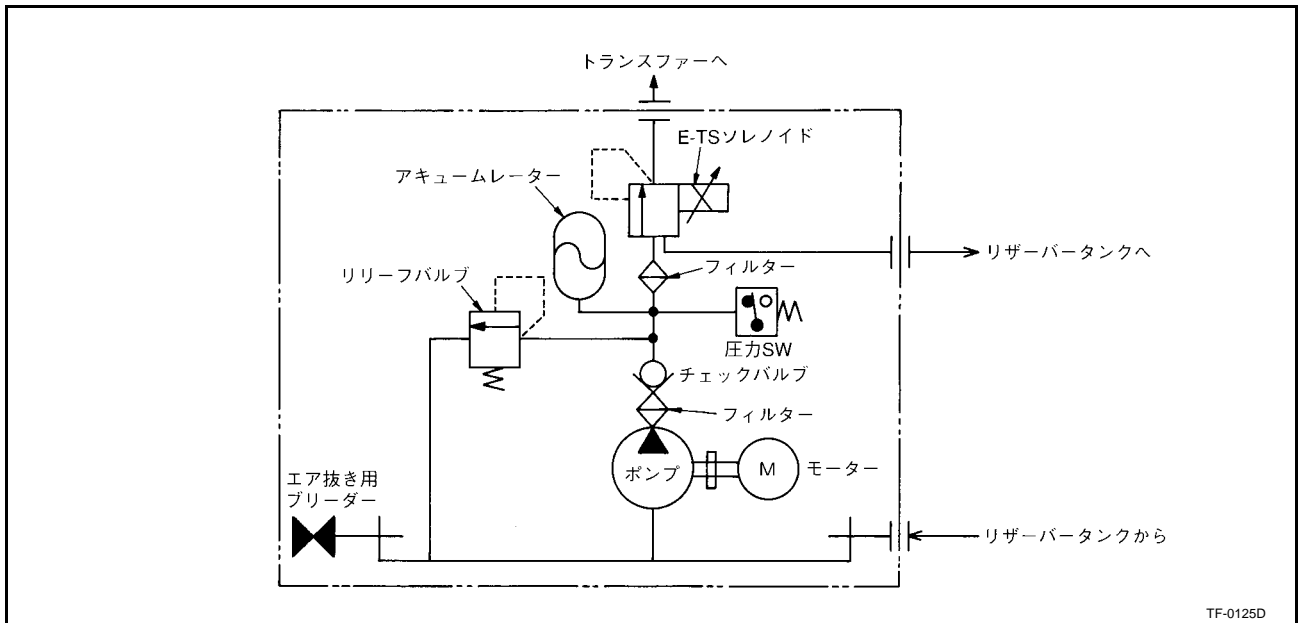 トランスファーへ
E-TSソレノイド
アキュームレーター
リザーバータンクへ
フィルター
リリーフバルブ
圧力SW
チェックバルブ
フィルター
ポンプ
M
モーター
エア抜き用
ブリーダー
リザーバータンクから
TF-0125D